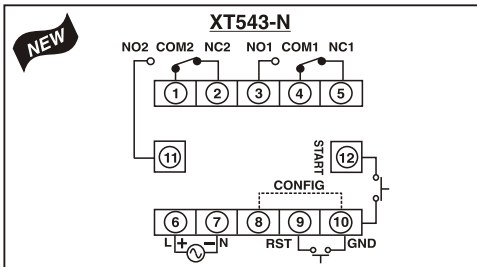 XT543-N
NEW
NO2 COM2 NC2 NO1 COM1 NC1
1 2 3 4 5
11 START 12
CONFIG
6 7 8 9 10
L + - N RST GND